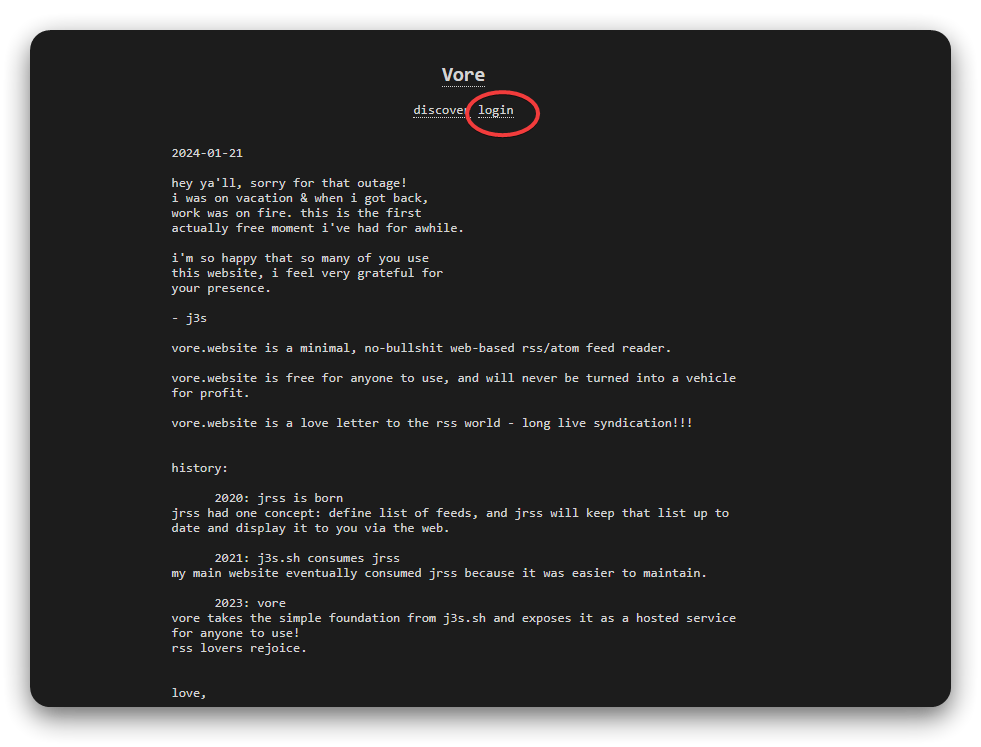 Vore
discover login
2024-01-21
hey ya'll, sorry for that outage!
i was on vacation & when i got back,
work was on fire. this is the first
actually free moment i've had for awhile.
i'm so happy that so many of you use
this website, i feel very grateful for
your presence.
- j3s
vore.website is a minimal, no-bullshit web-based rss/atom feed reader.
vore.website is free for anyone to use, and will never be turned into a vehicle
for profit.
vore.website is a love letter to the rss world - long live syndication!!!
history:
2020: jrss is born
jrss had one concept: define list of feeds, and jrss will keep that list up to
date and display it to you via the web.
2021: j3s.sh consumes jrss
my main website eventually consumed jrss because it was easier to maintain.
2023: vore
vore takes the simple foundation from j3s.sh and exposes it as a hosted service
for anyone to use!
rss lovers rejoice.
love,